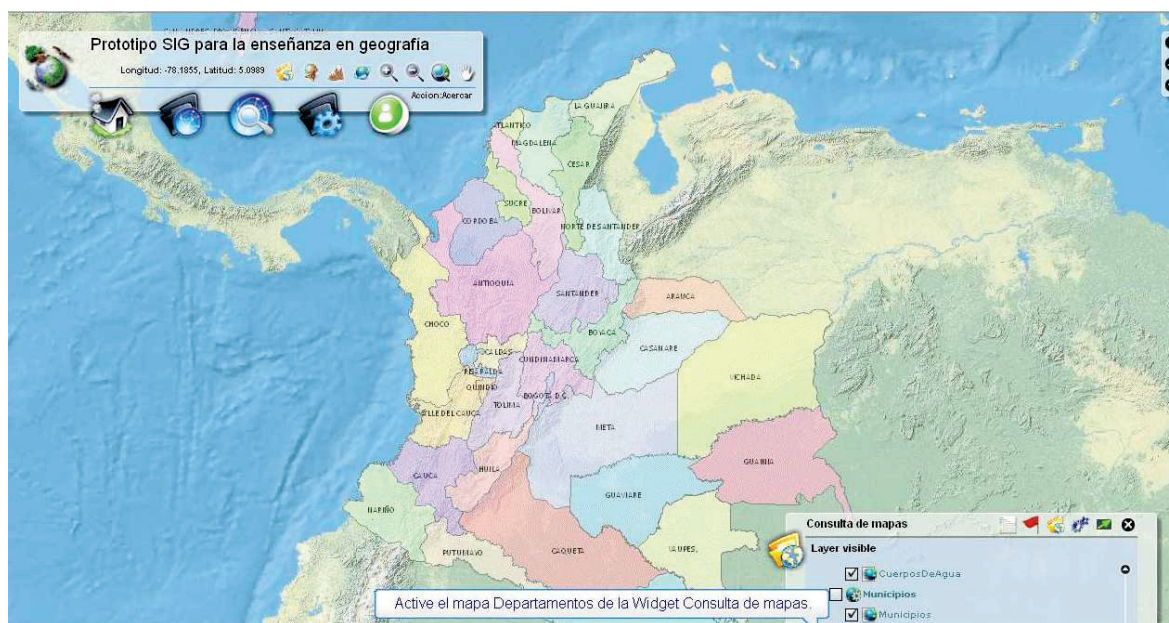 Prototipo SIG para la enseñanza en geografía
Longitud: -78.1855, Latitud: 5.0989
Accion:Acercar
LA GUAJIRA
ATLANTICO
MAGDALENA
CESAR
SUCRE
BOLIVAR
CORDOBA
NORTE DE SANTANDER
ANTIOQUIA
SANTANDER
ARAUCA
CHOCO
BOYACA
CASANARE
CALDAS
CUNDINAMARCA
RISARALDA
VICHADA
QUINDIO
BOGOTA D.C.
TOLIMA
LLE DEL CAUCA
META
HUILA
GUAINIA
CAUCA
GUAVIARE
NARIÑO
PUTUMAYO
CAQUETA
VAUPES
Consulta de mapas
Layer visible
CuerposDeAgua
Municipios
Active el mapa Departamentos de la Widget Consulta de mapas.
Municipios